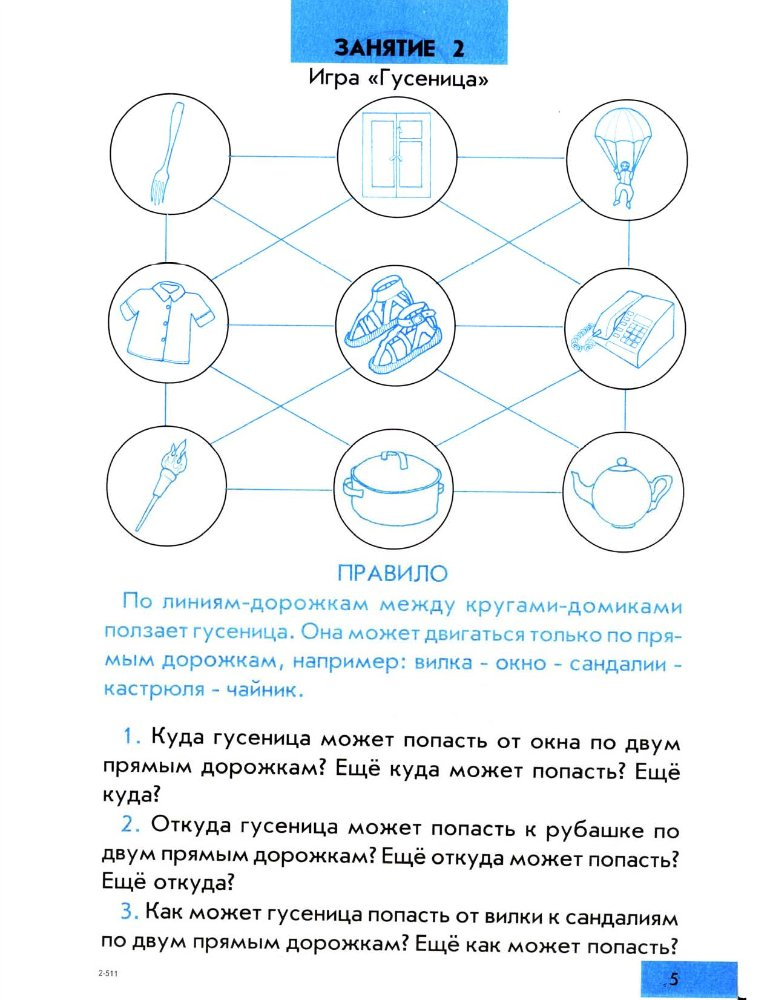 ЗАНЯТИЕ 2
Игра «Гусеница»
ПРАВИЛО
По линиям-дорожкам между кругами-домиками
ползает гусеница. Она может двигаться только по пря-
мым дорожкам, например: вилка - окно - сандалии -
кастрюля - чайник.
1. Куда гусеница может попасть от окна по двум
прямым дорожкам? Ещё куда может попасть? Ещё
куда?
2. Откуда гусеница может попасть к рубашке по
двум прямым дорожкам? Ещё откуда может попасть?
Ещё откуда?
3. Как может гусеница попасть от вилки к сандалиям
по двум прямым дорожкам? Ещё как может попасть?
2-511
5